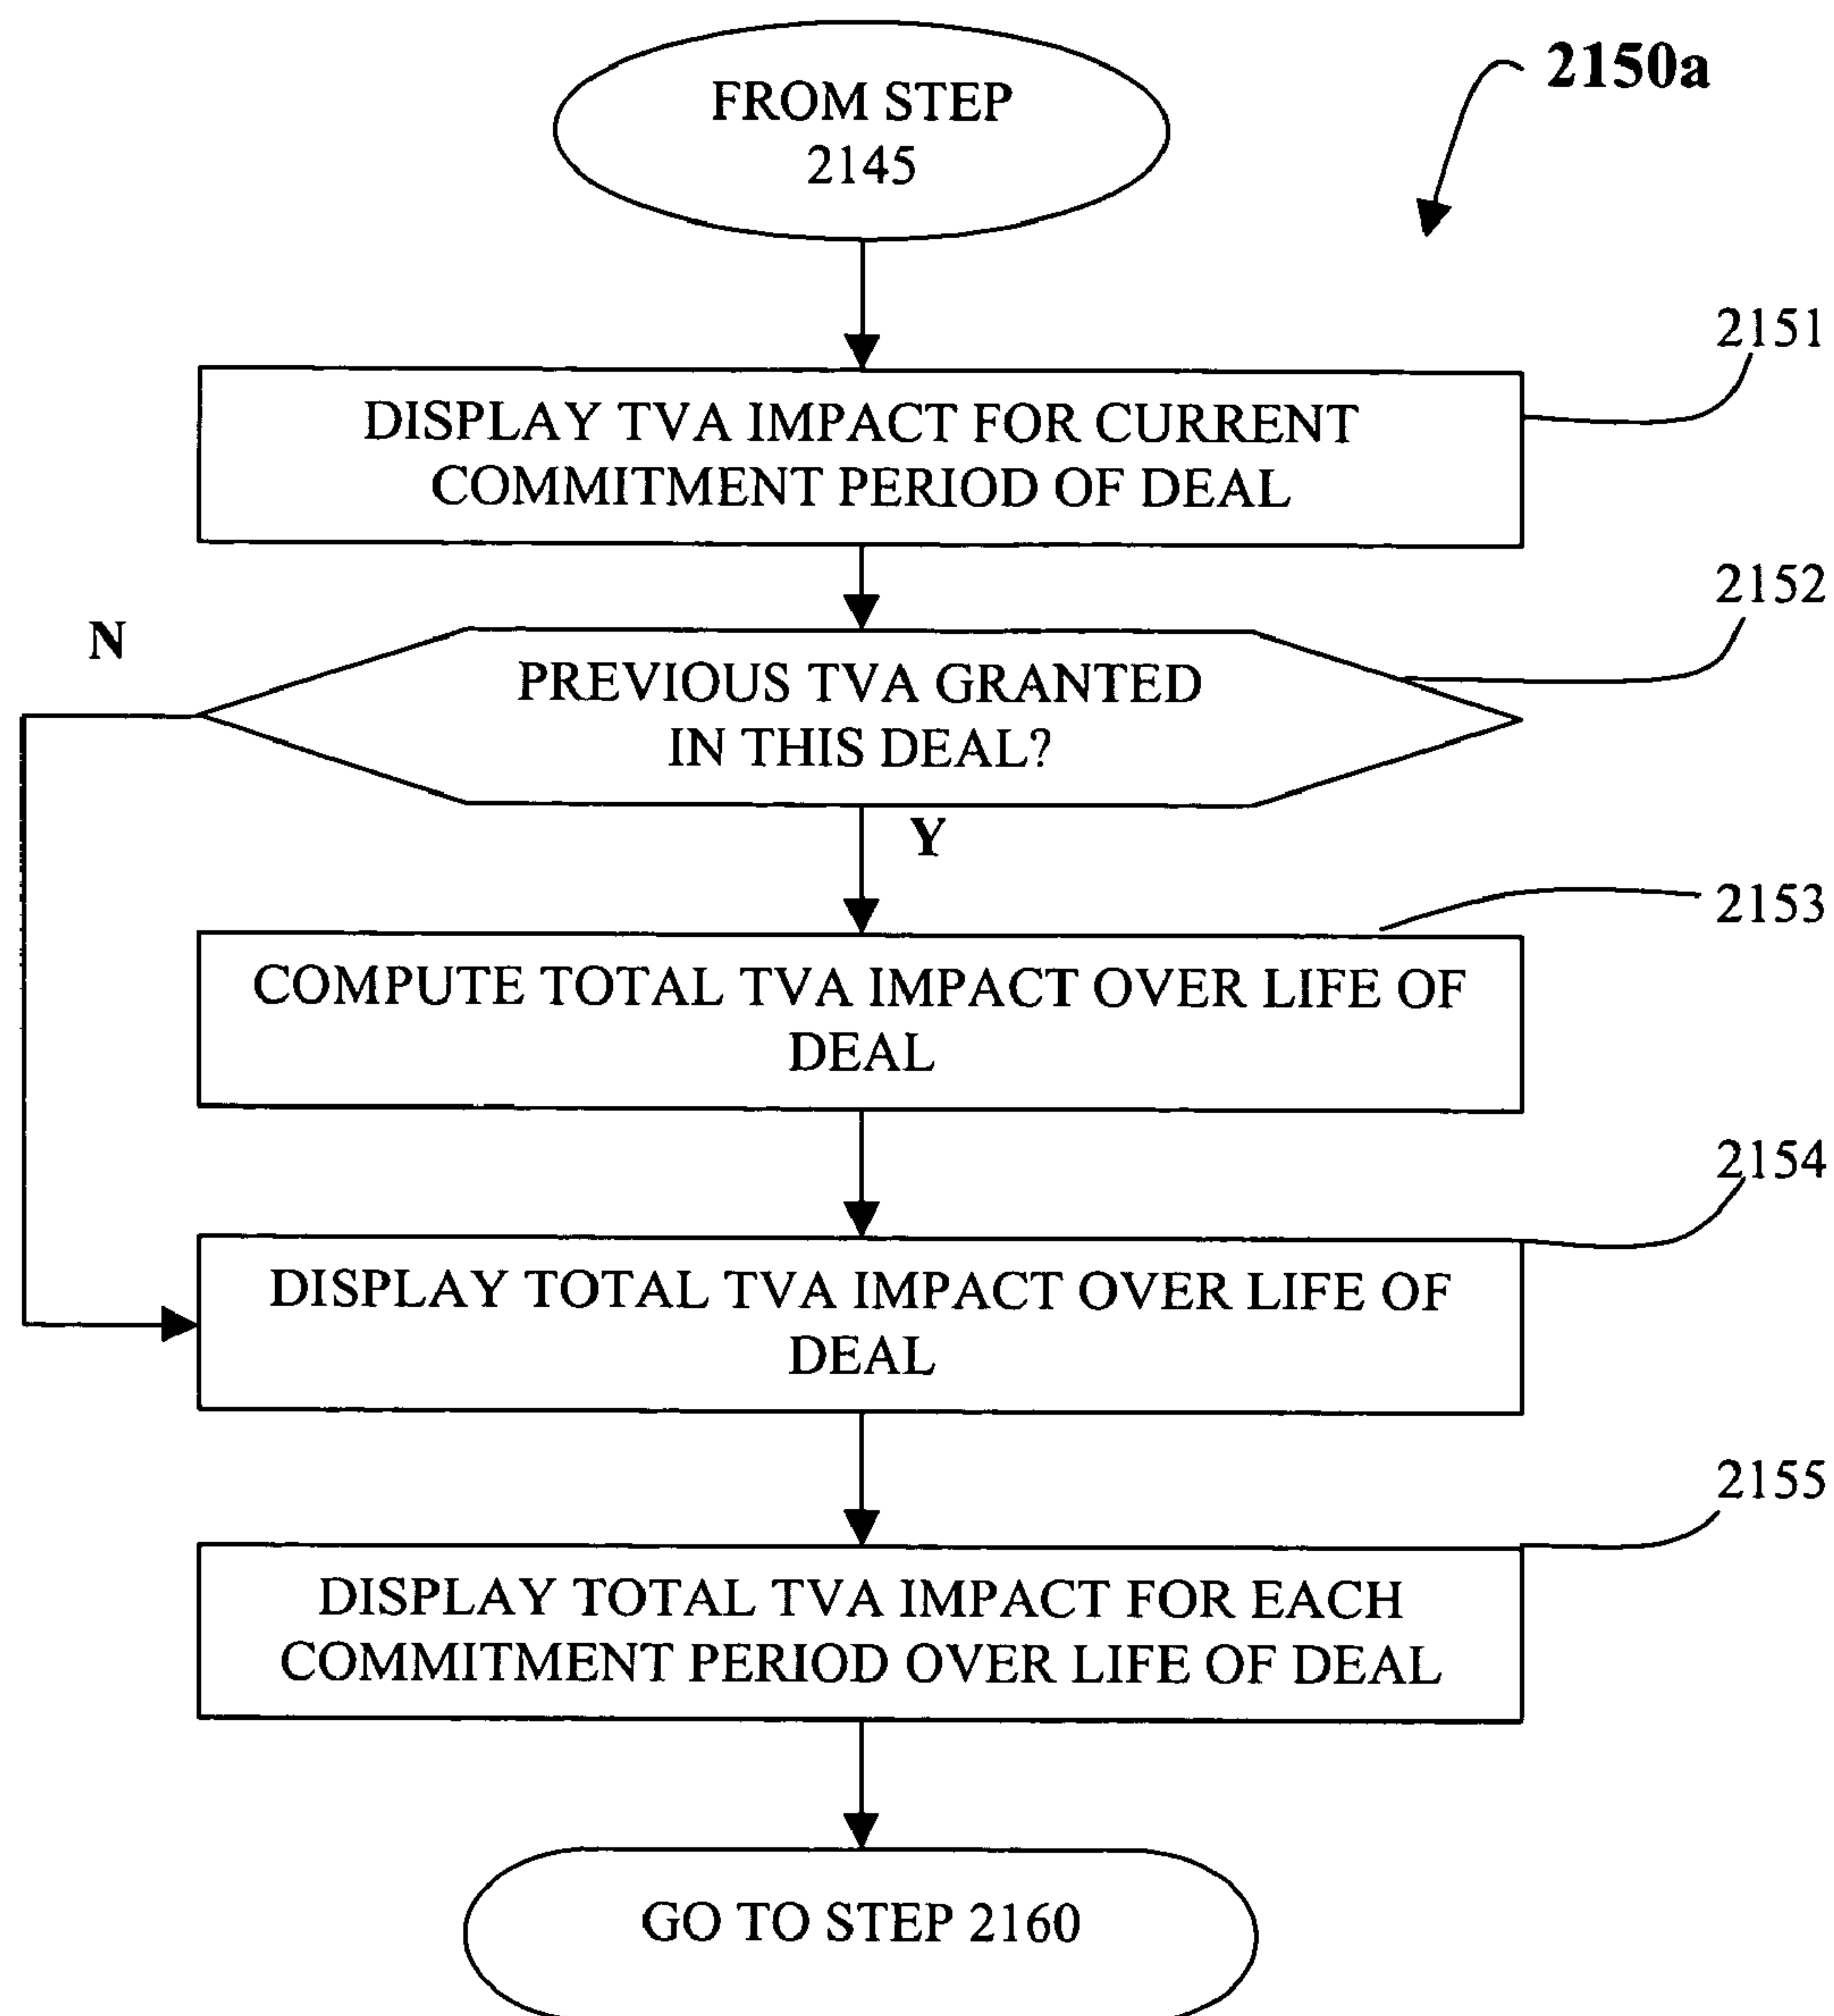 FROM STEP
2145
2150a
2151
DISPLAY TVA IMPACT FOR CURRENT
COMMITMENT PERIOD OF DEAL
2152
N
PREVIOUS TVA GRANTED
IN THIS DEAL?
Y
2153
COMPUTE TOTAL TVA IMPACT OVER LIFE OF
DEAL
2154
DISPLAY TOTAL TVA IMPACT OVER LIFE OF
DEAL
2155
DISPLAY TOTAL TVA IMPACT FOR EACH
COMMITMENT PERIOD OVER LIFE OF DEAL
GO TO STEP 2160